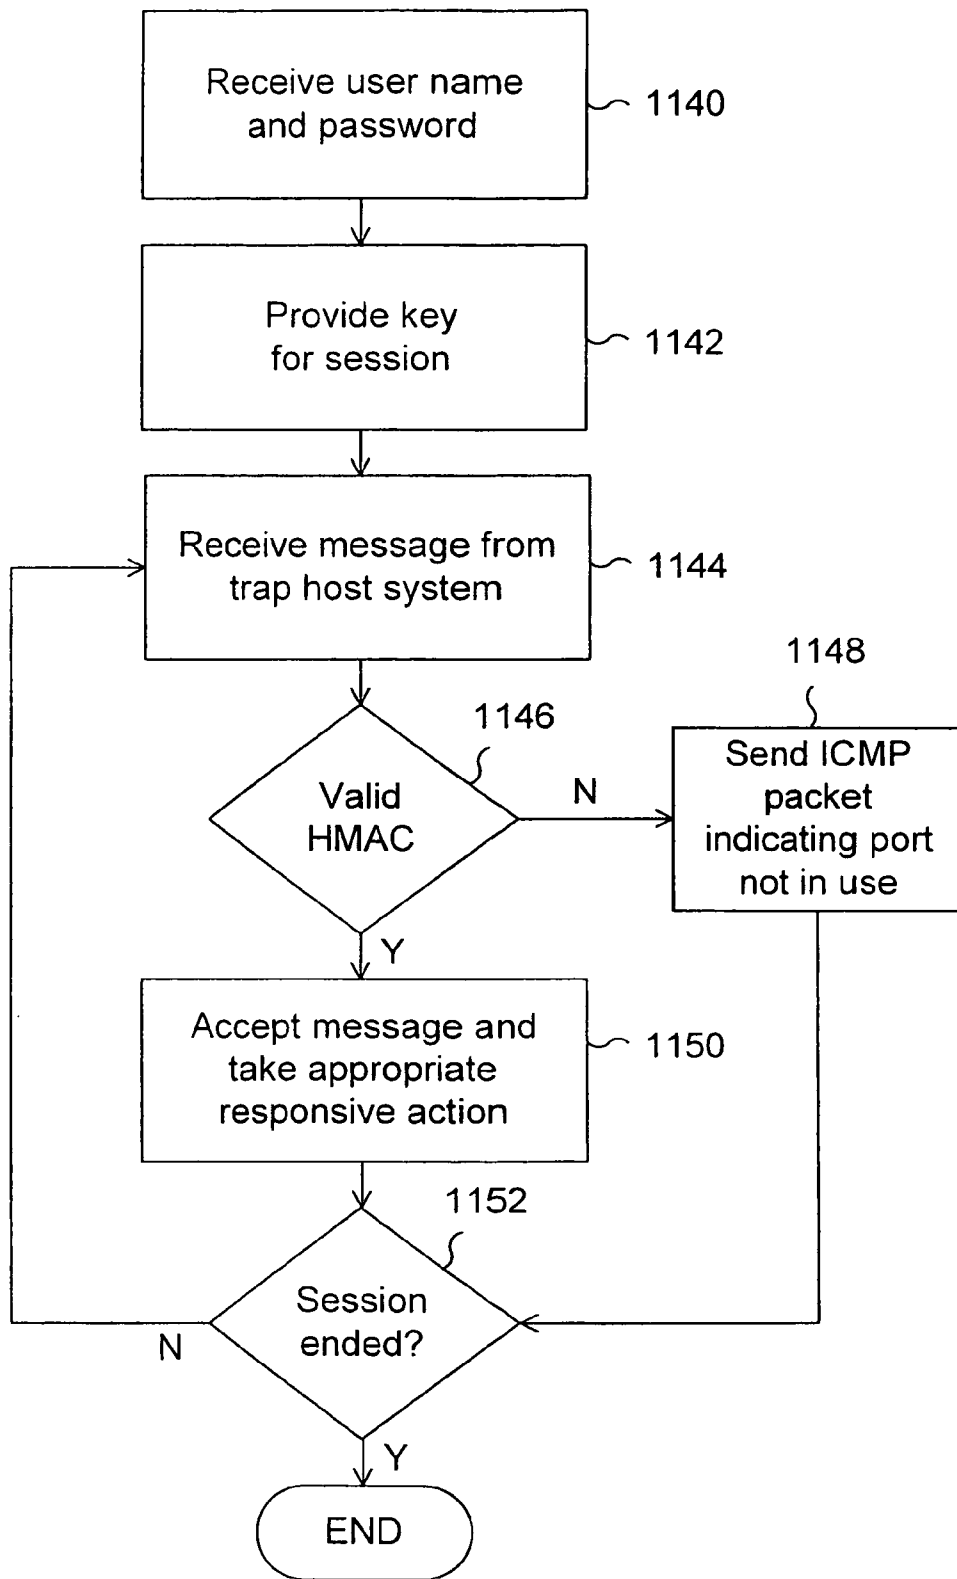 Receive user name
and password
1140
Provide key
for session
1142
Receive message from
trap host system
1144
1148
1146
Valid
HMAC
N
Send ICMP
packet
indicating port
not in use
Y
Accept message and
take appropriate
responsive action
1150
1152
Session
ended?
N
Y
END